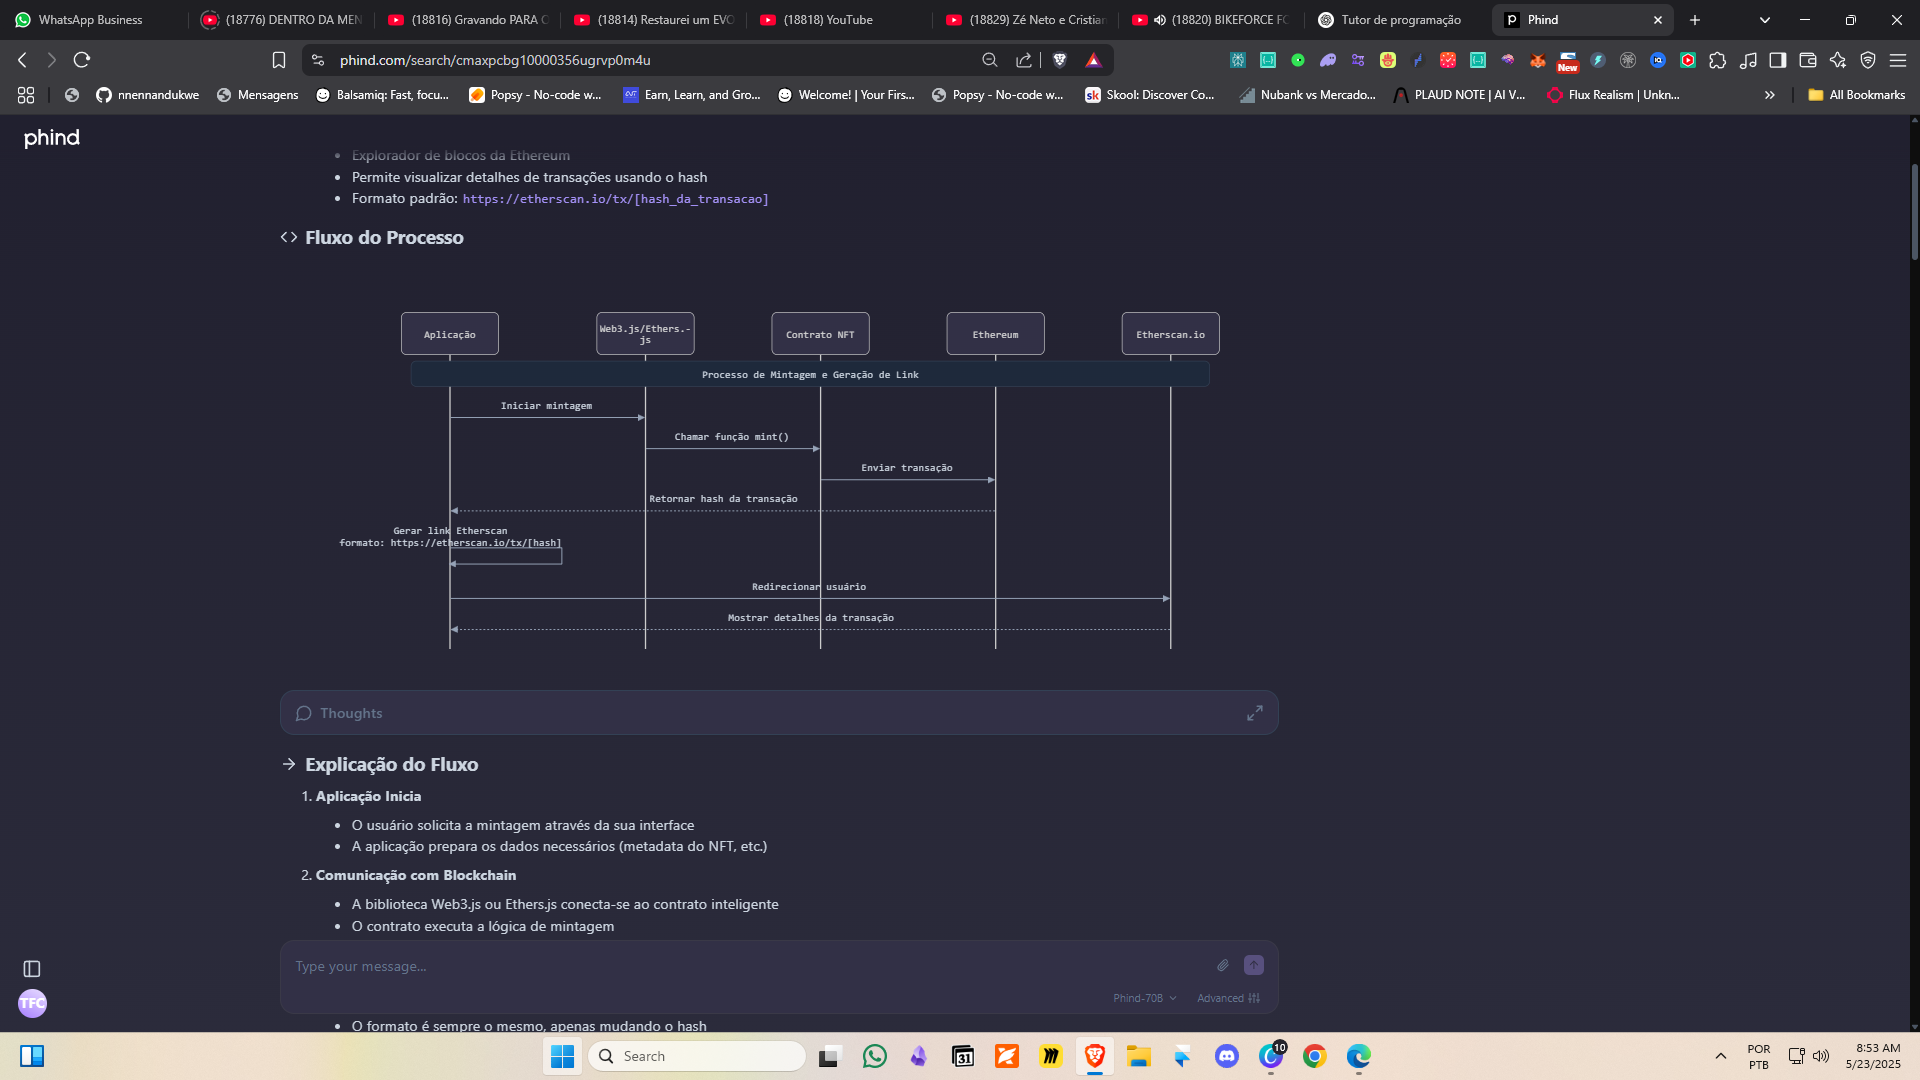 WhatsApp Business
(18776) DENTRO DA MEN
(18816) Gravando PARA O
(18814) Restaurei um EVO
(18818) YouTube
(18829) Zé Neto e Cristian
(18820) BIKEFORCE FO
Tutor de programação
Phind
phind.com/search/cmaxpcbg10000356ugrvp0m4u
New
nnennandukwe
Mensagens
Balsamiq: Fast, focu...
Popsy - No-code w...
Earn, Learn, and Gro...
Welcome! | Your Firs...
Popsy - No-code w...
Skool: Discover Co...
Nubank vs Mercado...
PLAUD NOTE | AI V...
Flux Realism | Unkn...
All Bookmarks
phind
Explorador de blocos da Ethereum
Permite visualizar detalhes de transações usando o hash
Formato padrão: https://etherscan.io/tx/[hash_da_transacao]
Fluxo do Processo
Aplicação
Web3.js/Ethers.-
js
Contrato NFT
Ethereum
Etherscan.io
Processo de Mintagem e Geração de Link
Iniciar mintagem
Chamar função mint()
Enviar transação
Retornar hash da transação
Gerar link Etherscan
formato: https://etherscan.io/tx/[hash]
Redirecionar usuário
Mostrar detalhes da transação
Thoughts
Explicação do Fluxo
1. Aplicação Inicia
O usuário solicita a mintagem através da sua interface
A aplicação prepara os dados necessários (metadata do NFT, etc.)
2. Comunicação com Blockchain
A biblioteca Web3.js ou Ethers.js conecta-se ao contrato inteligente
O contrato executa a lógica de mintagem
Type your message...
Phind-70B
Advanced
TFC
O formato é sempre o mesmo, apenas mudando o hash
Search
31
10
POR
PTB
8:53 AM
5/23/2025